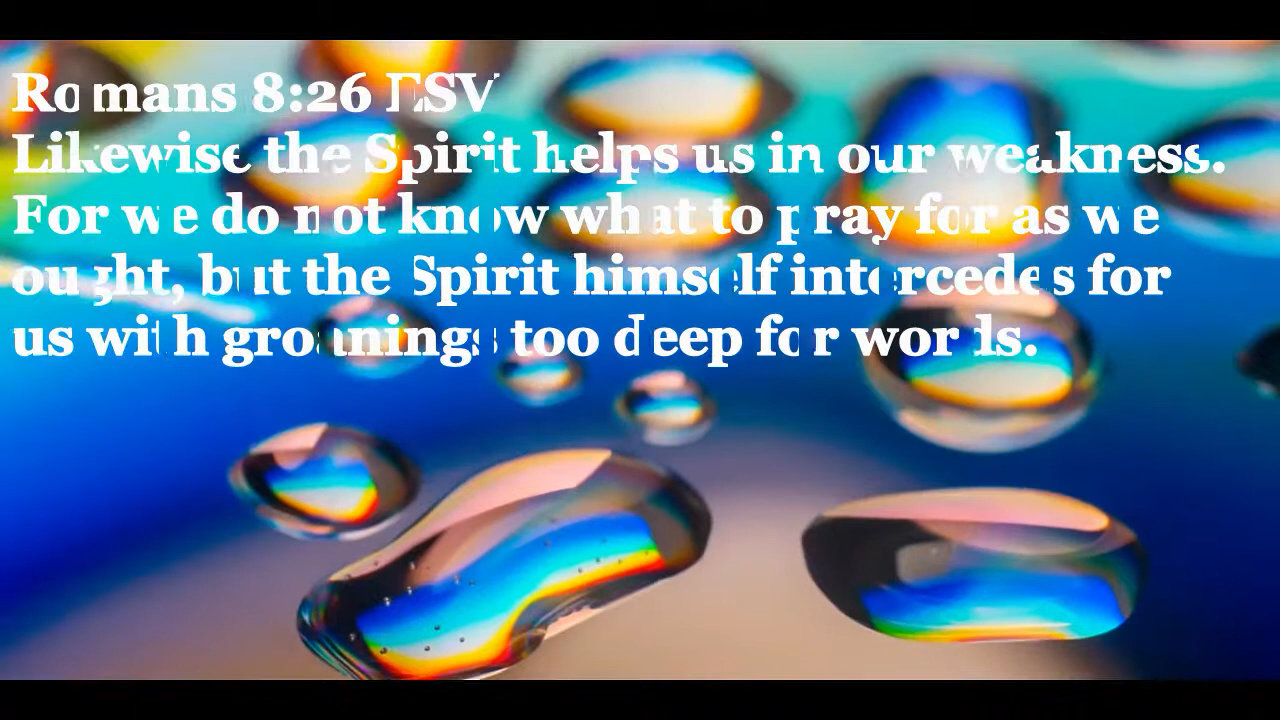 Romans 8:26 ESV
Likewise the Spirit helps us in our weakness.
For we do not know what to pray for as we
ought, but the Spirit himself intercedes for
us with groanings too deep for words.